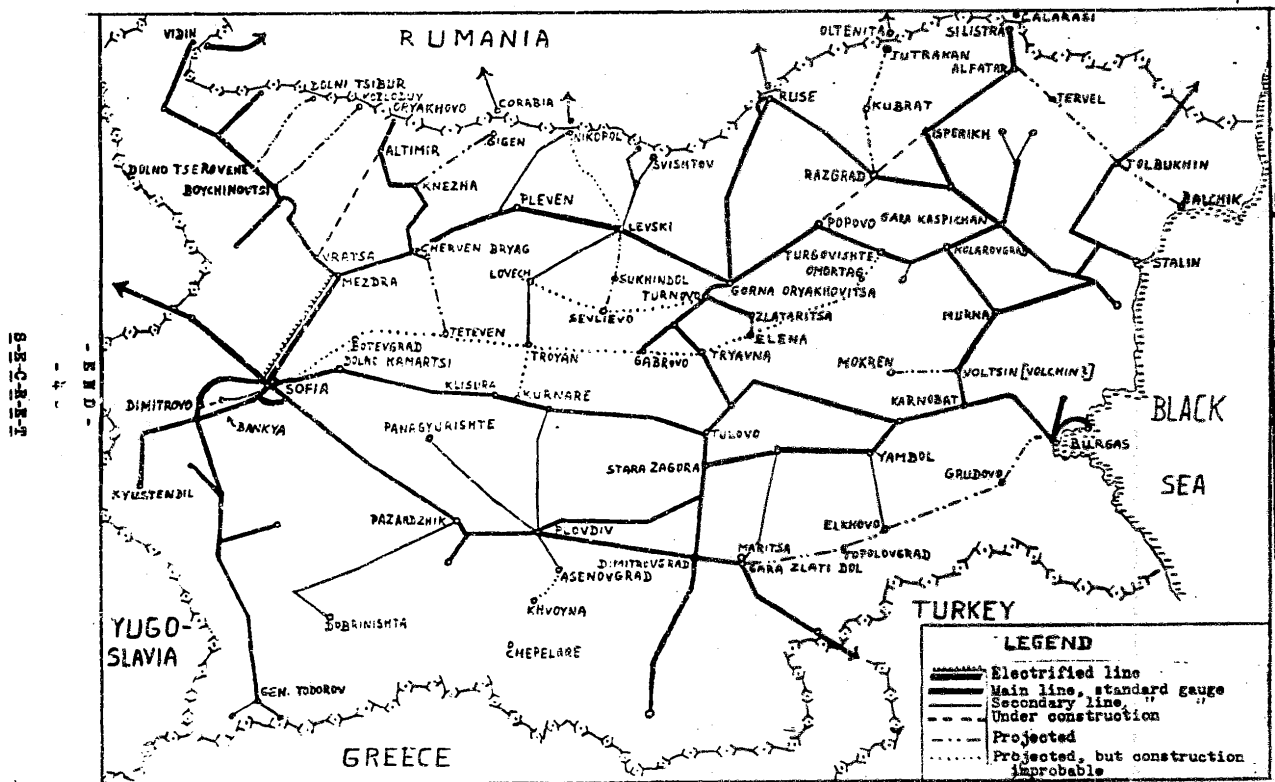 RUMANIA
VIDIN
DOLNI TSIBUR
KOZLODUY
ORYAKHOVO
CORABIA
NIKOPOL
OLTENITA
CALARASI
SILISTRA
TUTRAKAN
ALFATAR
RUSE
KUBRAT
TERVEL
ISPERIKH
ALTIMIR
GIGEN
SVISHTOV
DOLNO TSEROVENE
BOYCHINOVTSI
KNEZHA
RAZGRAD
TOLBUKHIN
BALCHIK
PLEVEN
LEVSKI
POPOVO
GARA KASPICHAN
KOLAROVGRAD
VRATSA
CHERVEN BRYAG
MEZDRA
LOVECH
SUKHINDOL
TURNOVO
GORNA ORYAKHOVITSA
TURGOVISHTE
OMORTAG
STALIN
SEVLIEVO
ZLATARITSA
ELENA
MURNA
TETEVEN
BOTEVGRAD
DOLAC KAMARTSI
TROYAN
GABROVO
TRYAVNA
MOKREN
VOLTSIN [VOLCHIN?]
SOFIA
DIMITROVO
BANKYA
KLISURA
KURNARE
KARNOBAT
BLACK
SEA
BURGAS
PANAGYURISHTE
TULOVO
STARA ZAGORA
YAMBOL
GRUDOVO
KYUSTENDIL
PAZARDZHIK
PLOVDIV
ELKHOVO
DIMITROVGRAD
MARITSA
GARA ZLATI DOL
TOPOLOVGRAD
ASENOVGRAD
KHVOYNA
DOBRINISHTA
CHEPELARE
YUGO-
SLAVIA
GEN. TODOROV
GREECE
TURKEY
LEGEND
Electrified line
Main line, standard gauge
Secondary line, " "
Under construction
Projected
Projected, but construction
improbable
- END -
S-E-C-R-E-T